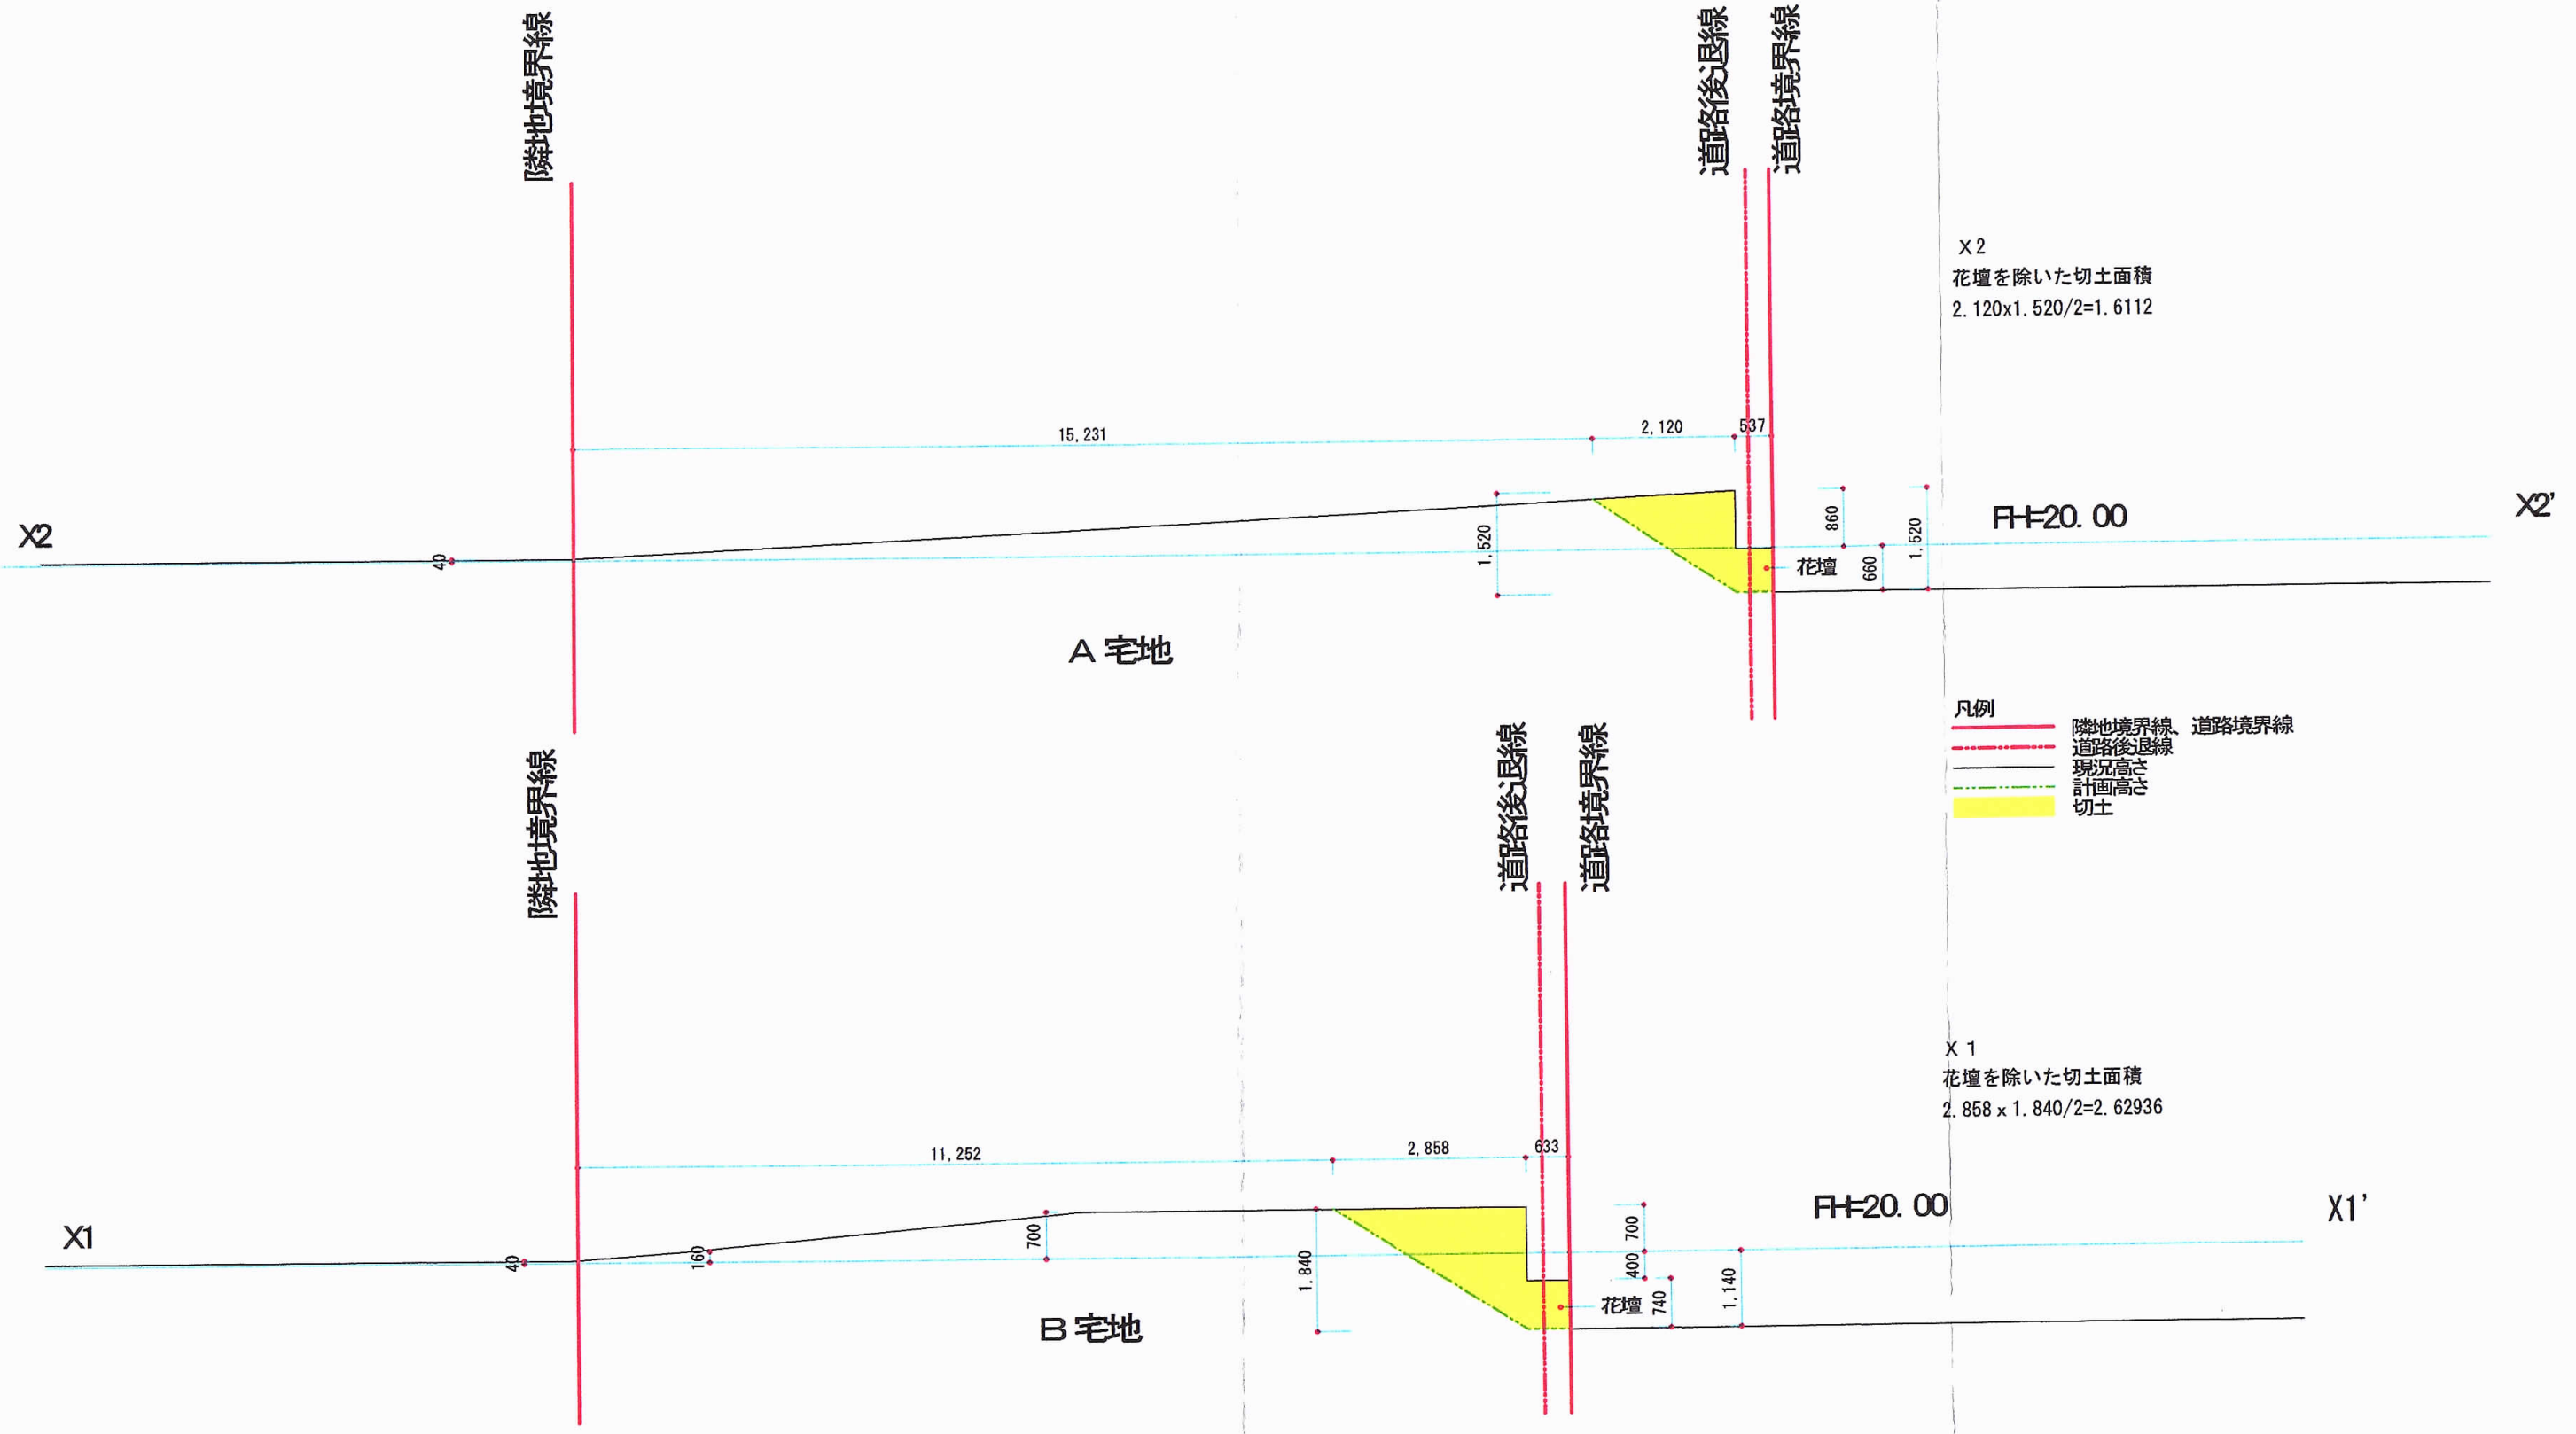 隣地境界線
道路後退線
道路境界線
X2
花壇を除いた切土面積
2.120x1.520/2=1.6112
15,231
2,120
537
X2
40
1,520
860
1,520
660
花壇
FH=20.00
X2'
A 宅地
凡例
隣地境界線、道路境界線
道路後退線
現況高さ
計画高さ
切土
隣地境界線
道路後退線
道路境界線
X 1
花壇を除いた切土面積
2.858 x 1.840/2=2.62936
11,252
2,858
633
X1
40
160
700
1,840
700
400
740
1,140
花壇
FH=20.00
X1'
B 宅地